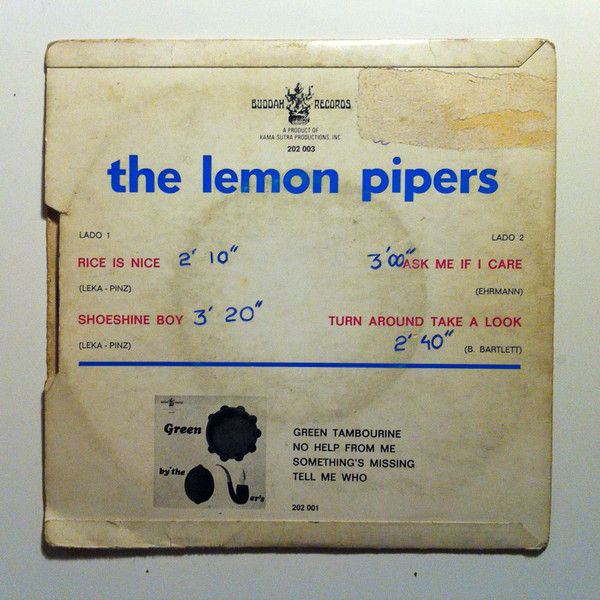 BUDDAH RECORDS
A PRODUCT OF
KAMA SUTRA PRODUCTIONS, INC.
202 003
the lemon pipers
LADO 1
RICE IS NICE 2' 10"
(LEKA - PINZ)
SHOESHINE BOY 3' 20"
(LEKA - PINZ)
LADO 2
3'00" ASK ME IF I CARE
(EHRMANN)
TURN AROUND TAKE A LOOK
2' 40" (B. BARTLETT)
Green
by the
er's
GREEN TAMBOURINE
NO HELP FROM ME
SOMETHING'S MISSING
TELL ME WHO
202 001